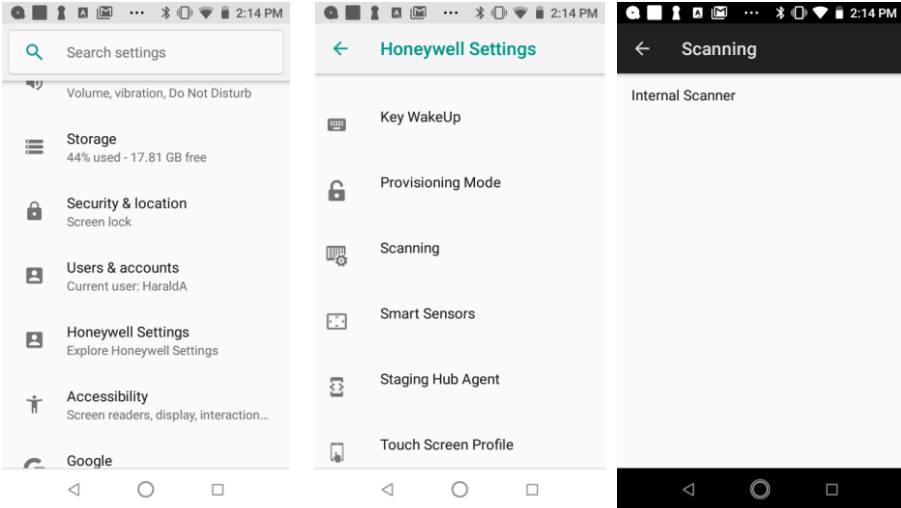 2:14 PM
Search settings
Volume, vibration, Do Not Disturb
Storage
44% used - 17.81 GB free
Security & location
Screen lock
Users & accounts
Current user: HaraldA
Honeywell Settings
Explore Honeywell Settings
Accessibility
Screen readers, display, interaction...
Google
2:14 PM
Honeywell Settings
Key WakeUp
Provisioning Mode
Scanning
Smart Sensors
Staging Hub Agent
Touch Screen Profile
2:14 PM
Scanning
Internal Scanner